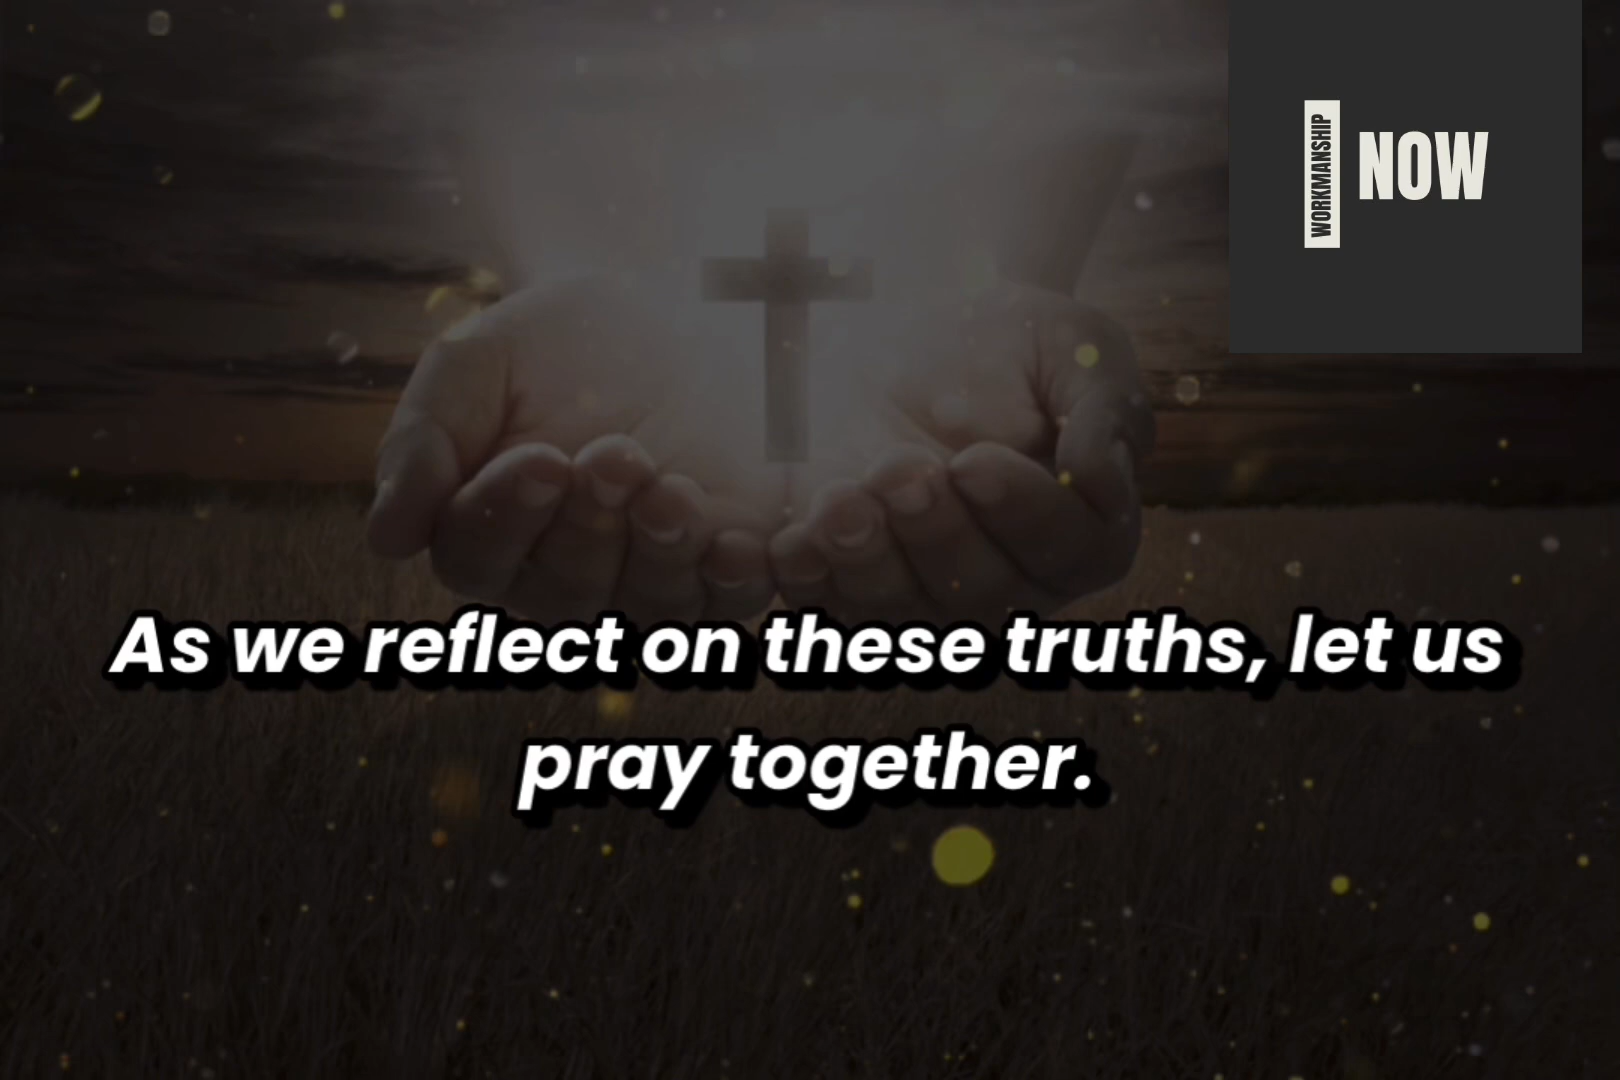 WORKMANSHIP
NOW
As we reflect on these truths, let us
pray together.